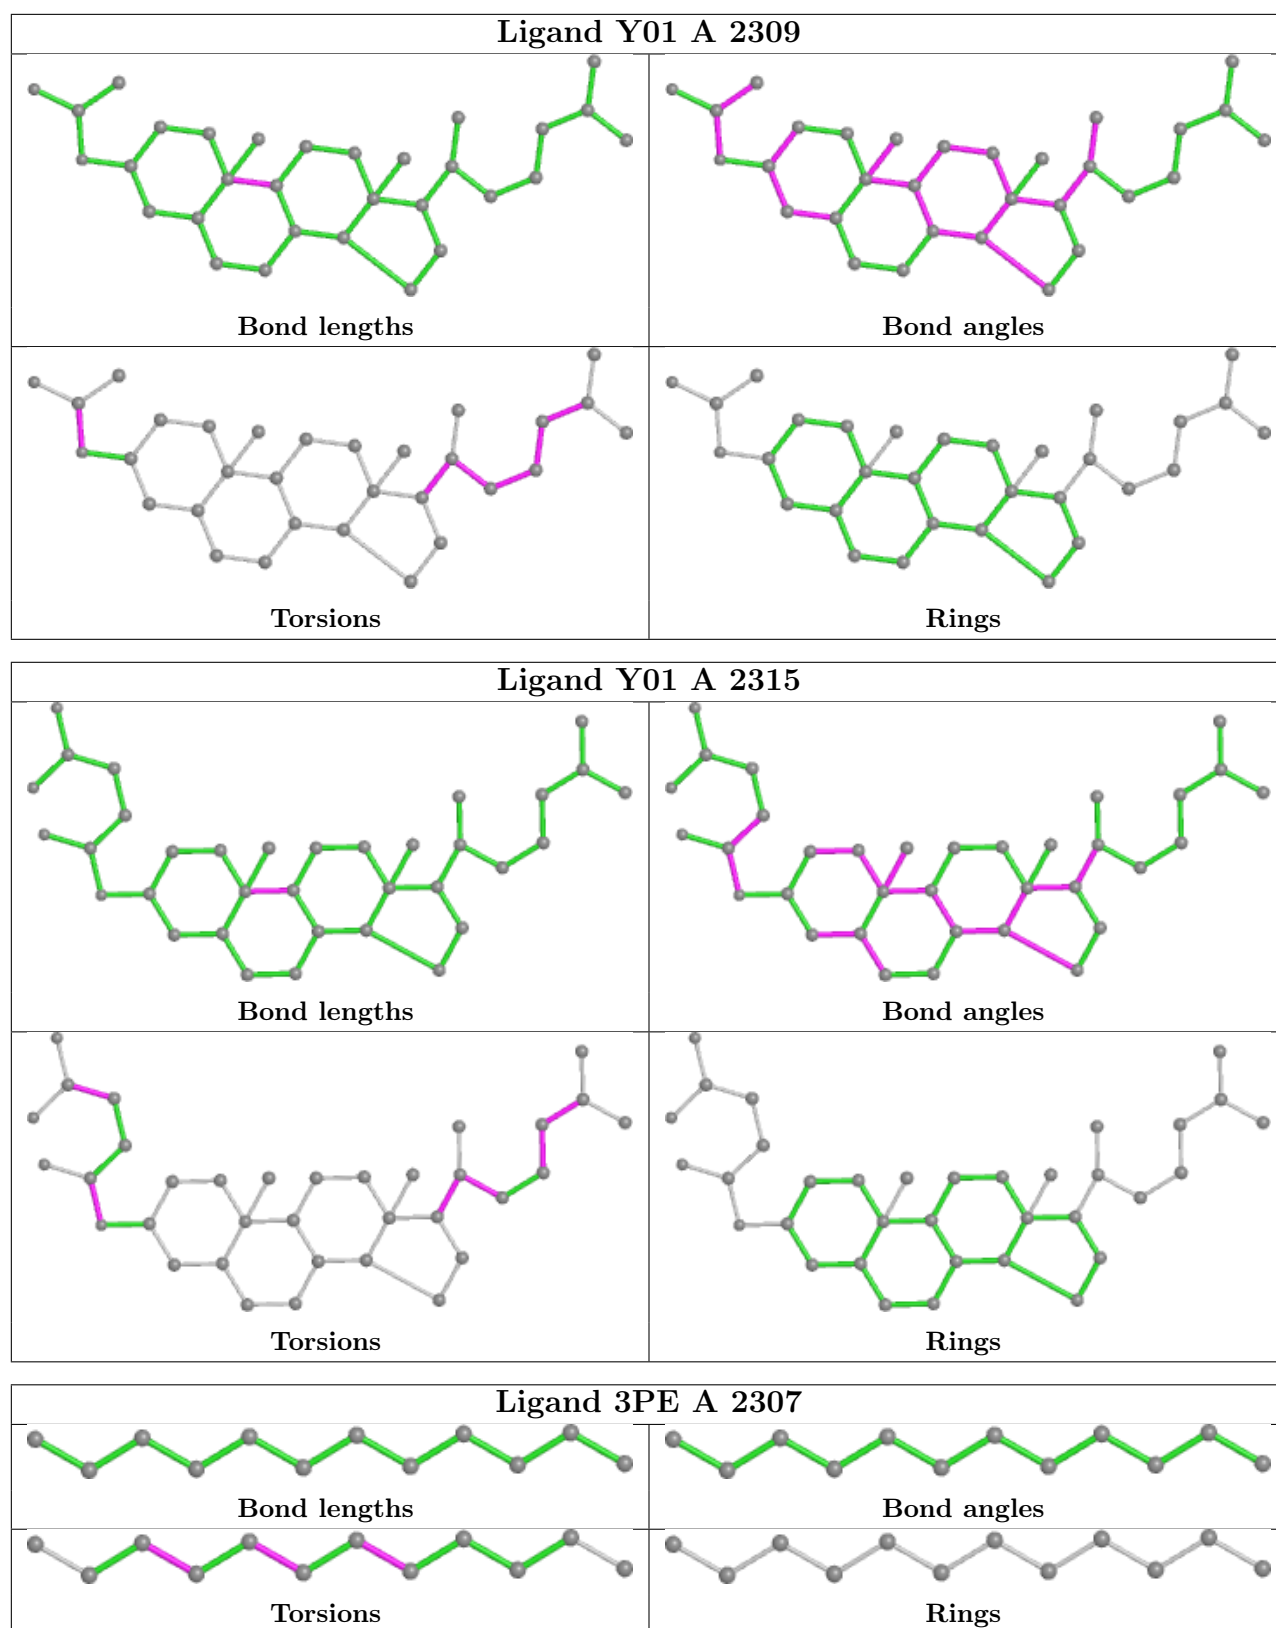 Ligand Y01 A 2309
Bond lengths
Bond angles
Torsions
Rings
Ligand Y01 A 2315
Bond lengths
Bond angles
Torsions
Rings
Ligand 3PE A 2307
Bond lengths
Bond angles
Torsions
Rings